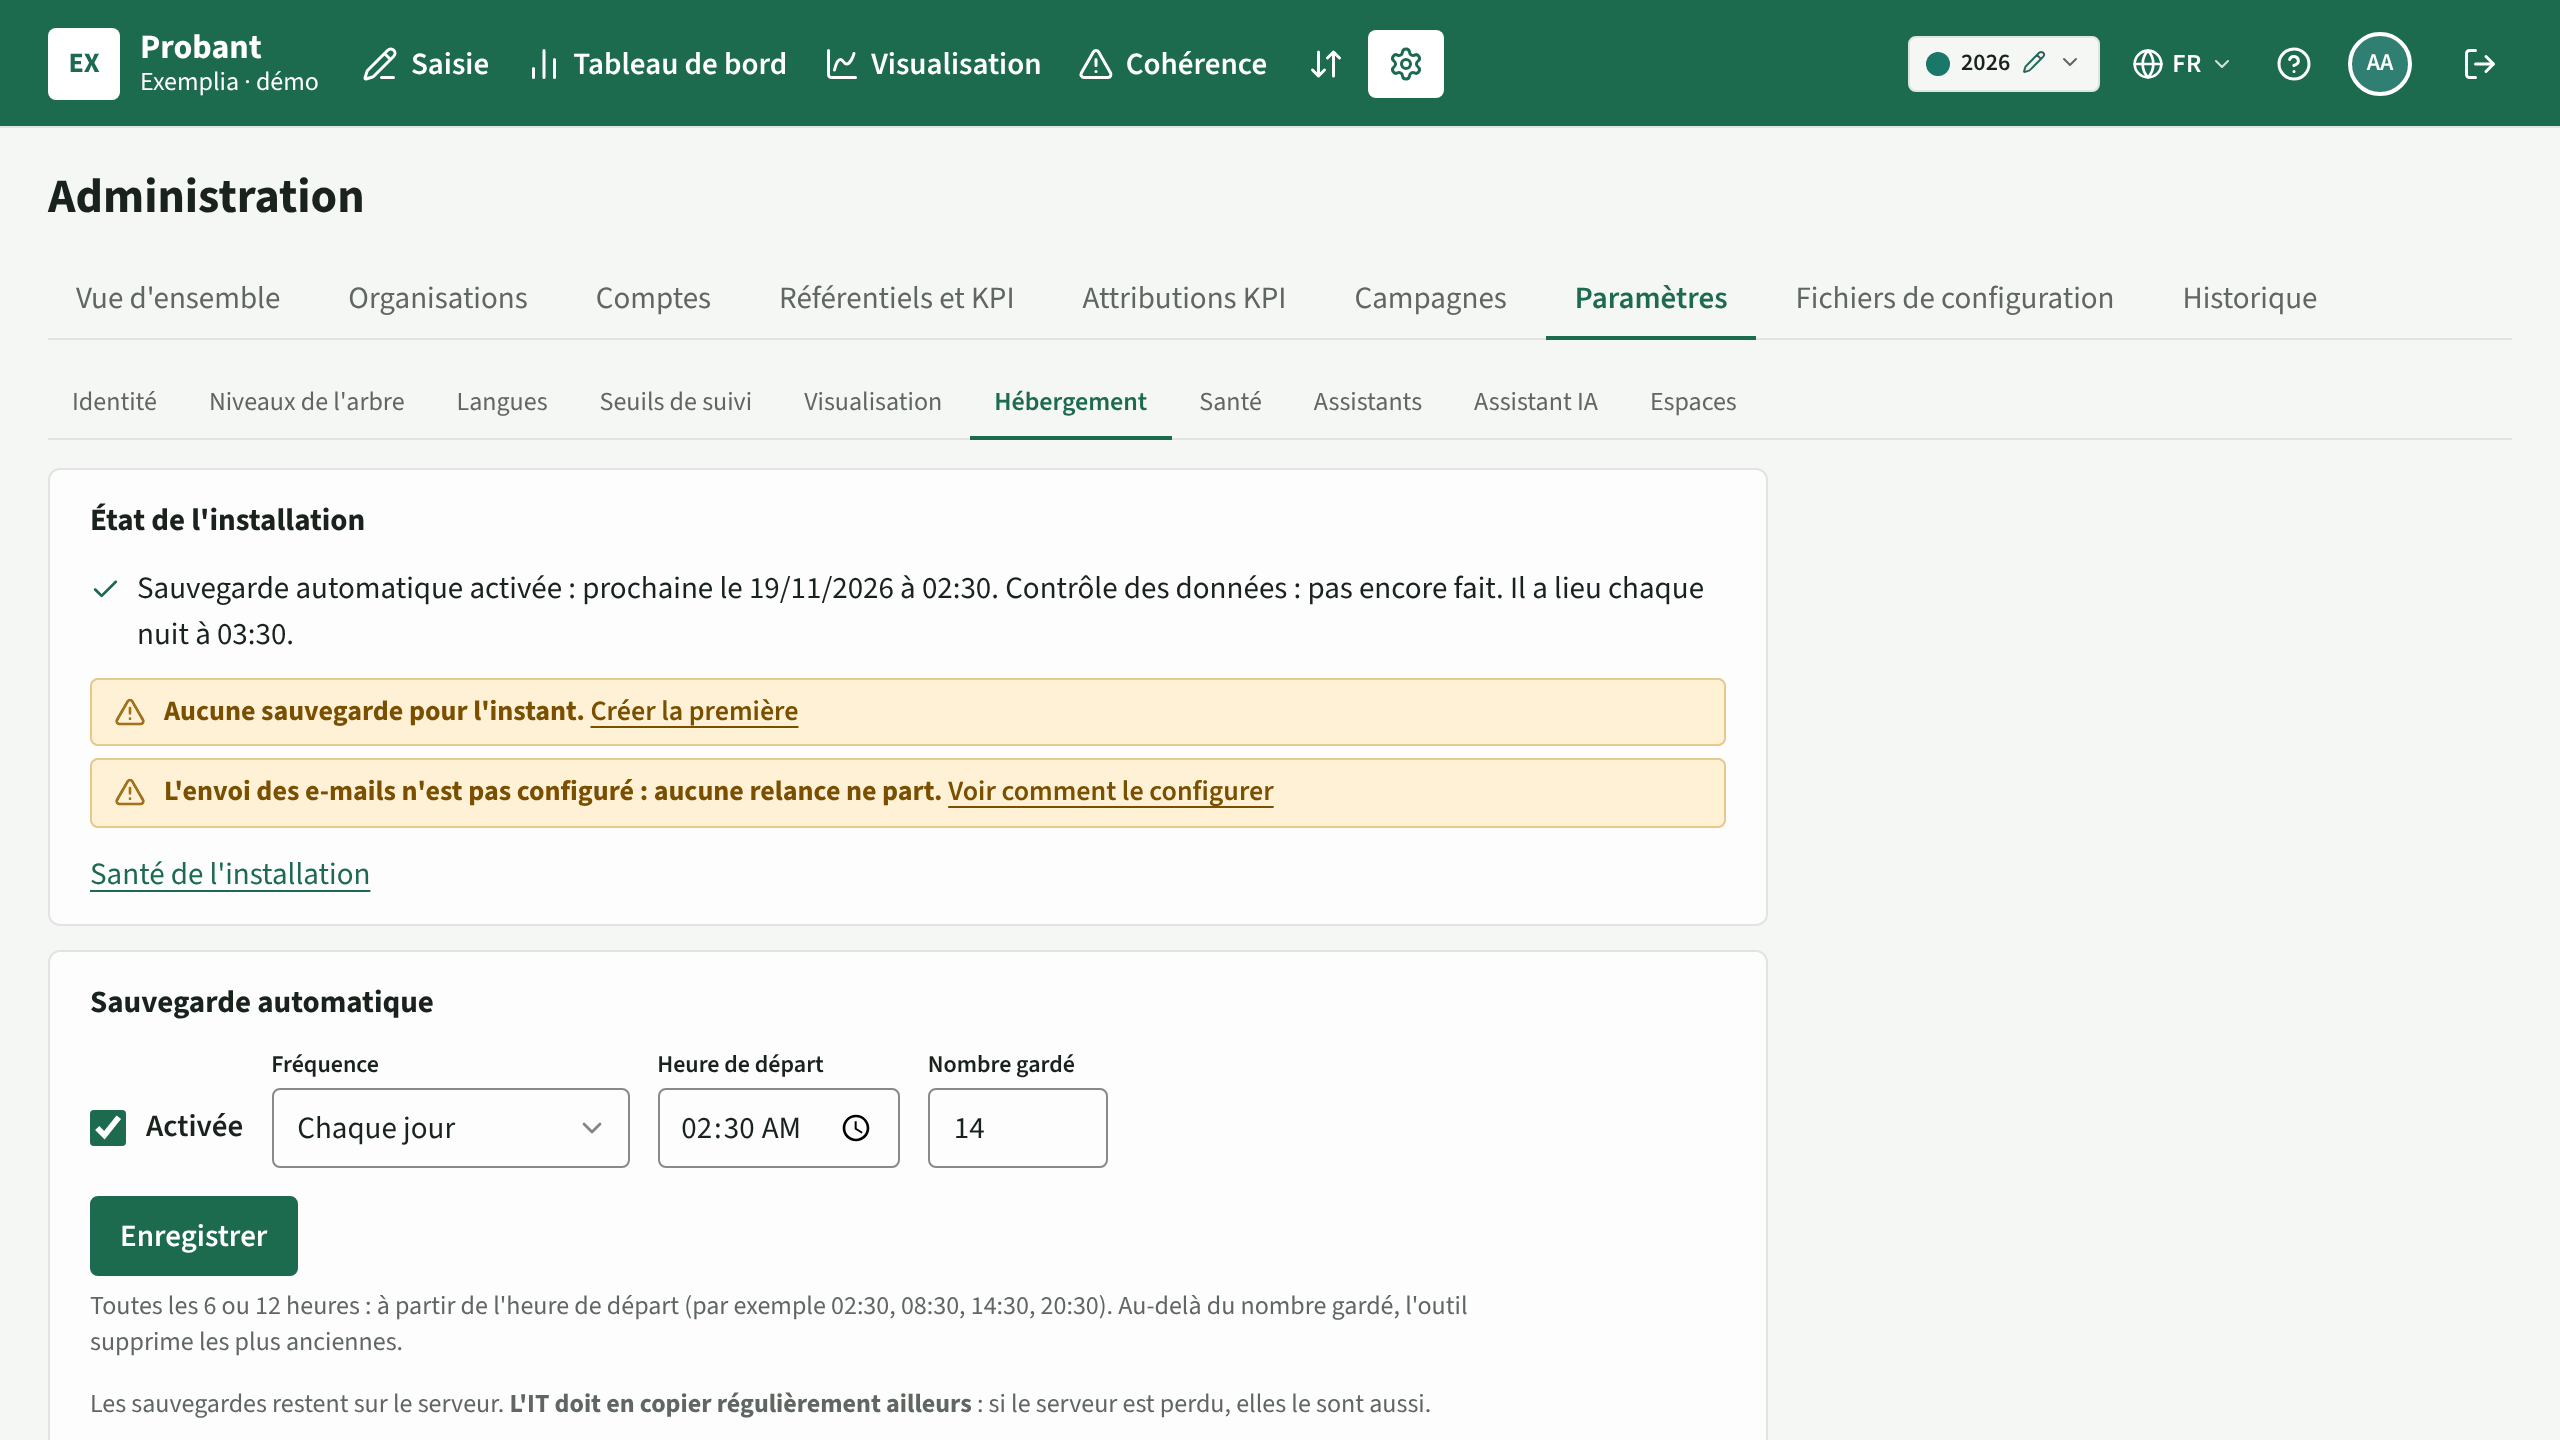 EX
Probant
Exemplia · démo
Saisie
Tableau de bord
Visualisation
Cohérence
2026
FR
AA
Administration
Vue d'ensemble
Organisations
Comptes
Référentiels et KPI
Attributions KPI
Campagnes
Paramètres
Fichiers de configuration
Historique
Identité
Niveaux de l'arbre
Langues
Seuils de suivi
Visualisation
Hébergement
Santé
Assistants
Assistant IA
Espaces
État de l'installation
Sauvegarde automatique activée : prochaine le 19/11/2026 à 02:30. Contrôle des données : pas encore fait. Il a lieu chaque
nuit à 03:30.
Aucune sauvegarde pour l'instant. Créer la première
L'envoi des e-mails n'est pas configuré : aucune relance ne part. Voir comment le configurer
Santé de l'installation
Sauvegarde automatique
Activée
Fréquence
Chaque jour
Heure de départ
02:30 AM
Nombre gardé
14
Enregistrer
Toutes les 6 ou 12 heures : à partir de l'heure de départ (par exemple 02:30, 08:30, 14:30, 20:30). Au-delà du nombre gardé, l'outil
supprime les plus anciennes.
Les sauvegardes restent sur le serveur. L'IT doit en copier régulièrement ailleurs : si le serveur est perdu, elles le sont aussi.